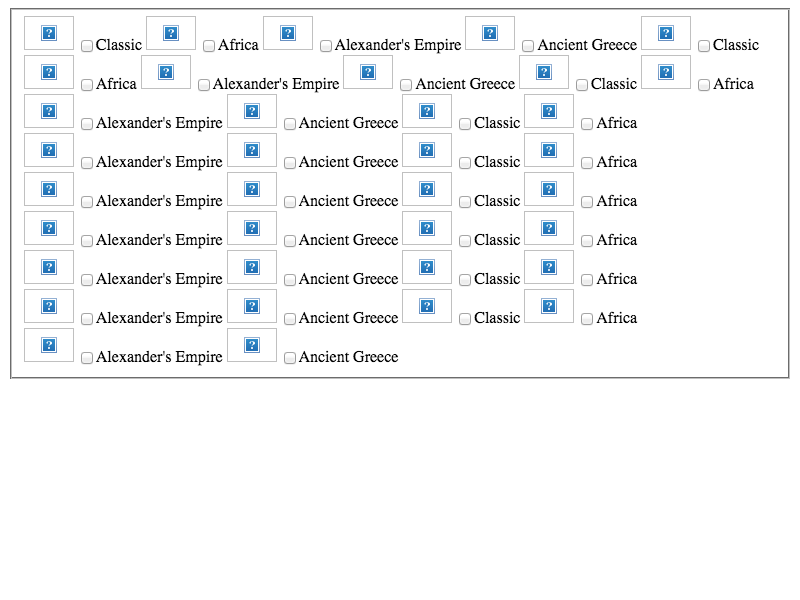 Classic Africa Alexander's Empire Ancient Greece Classic
Africa Alexander's Empire Ancient Greece Classic Africa
Alexander's Empire Ancient Greece Classic Africa
Alexander's Empire Ancient Greece Classic Africa
Alexander's Empire Ancient Greece Classic Africa
Alexander's Empire Ancient Greece Classic Africa
Alexander's Empire Ancient Greece Classic Africa
Alexander's Empire Ancient Greece Classic Africa
Alexander's Empire Ancient Greece